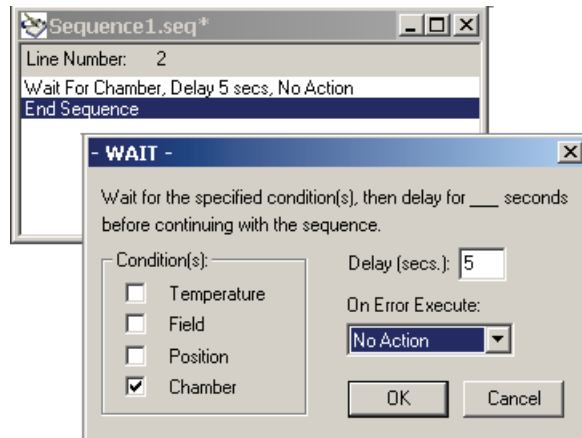 Sequence1.seq*
Line Number: 2
Wait For Chamber, Delay 5 secs, No Action
End Sequence
- WAIT -
Wait for the specified condition(s), then delay for ___ seconds
before continuing with the sequence.
Condition(s):
Temperature
Field
Position
Chamber
Delay (secs.): 5
On Error Execute:
No Action
OK Cancel